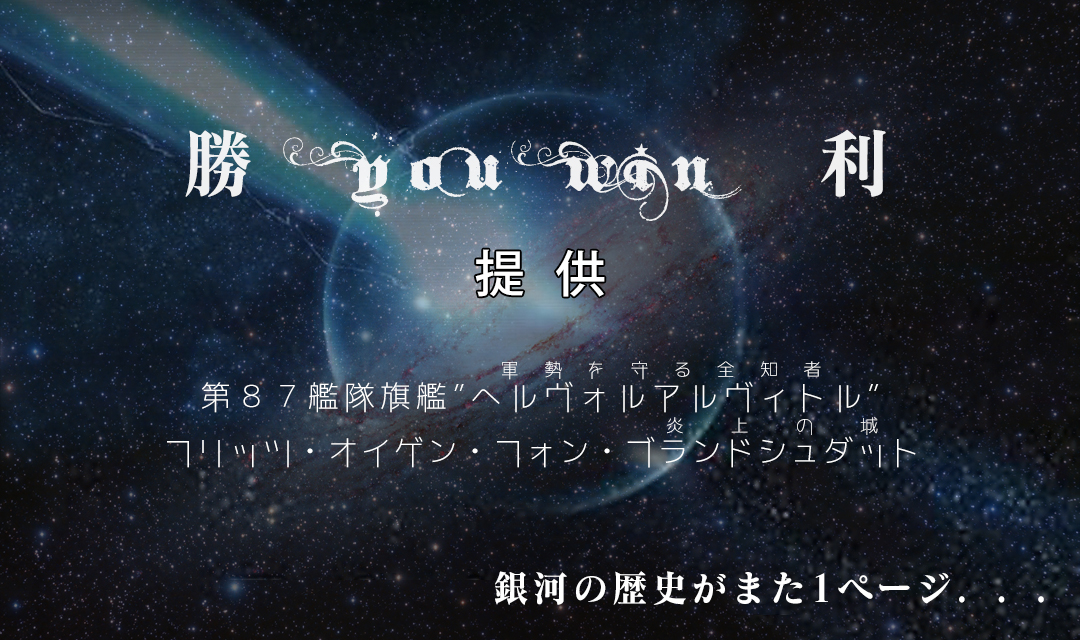 勝 you win 利
提供
軍勢を守る全知者
第８７艦隊旗艦”ヘルヴォルアルヴィトル”
炎上の城
フリッツ・オイゲン・フォン・ブランドシュダット
銀河の歴史がまた1ページ．．．